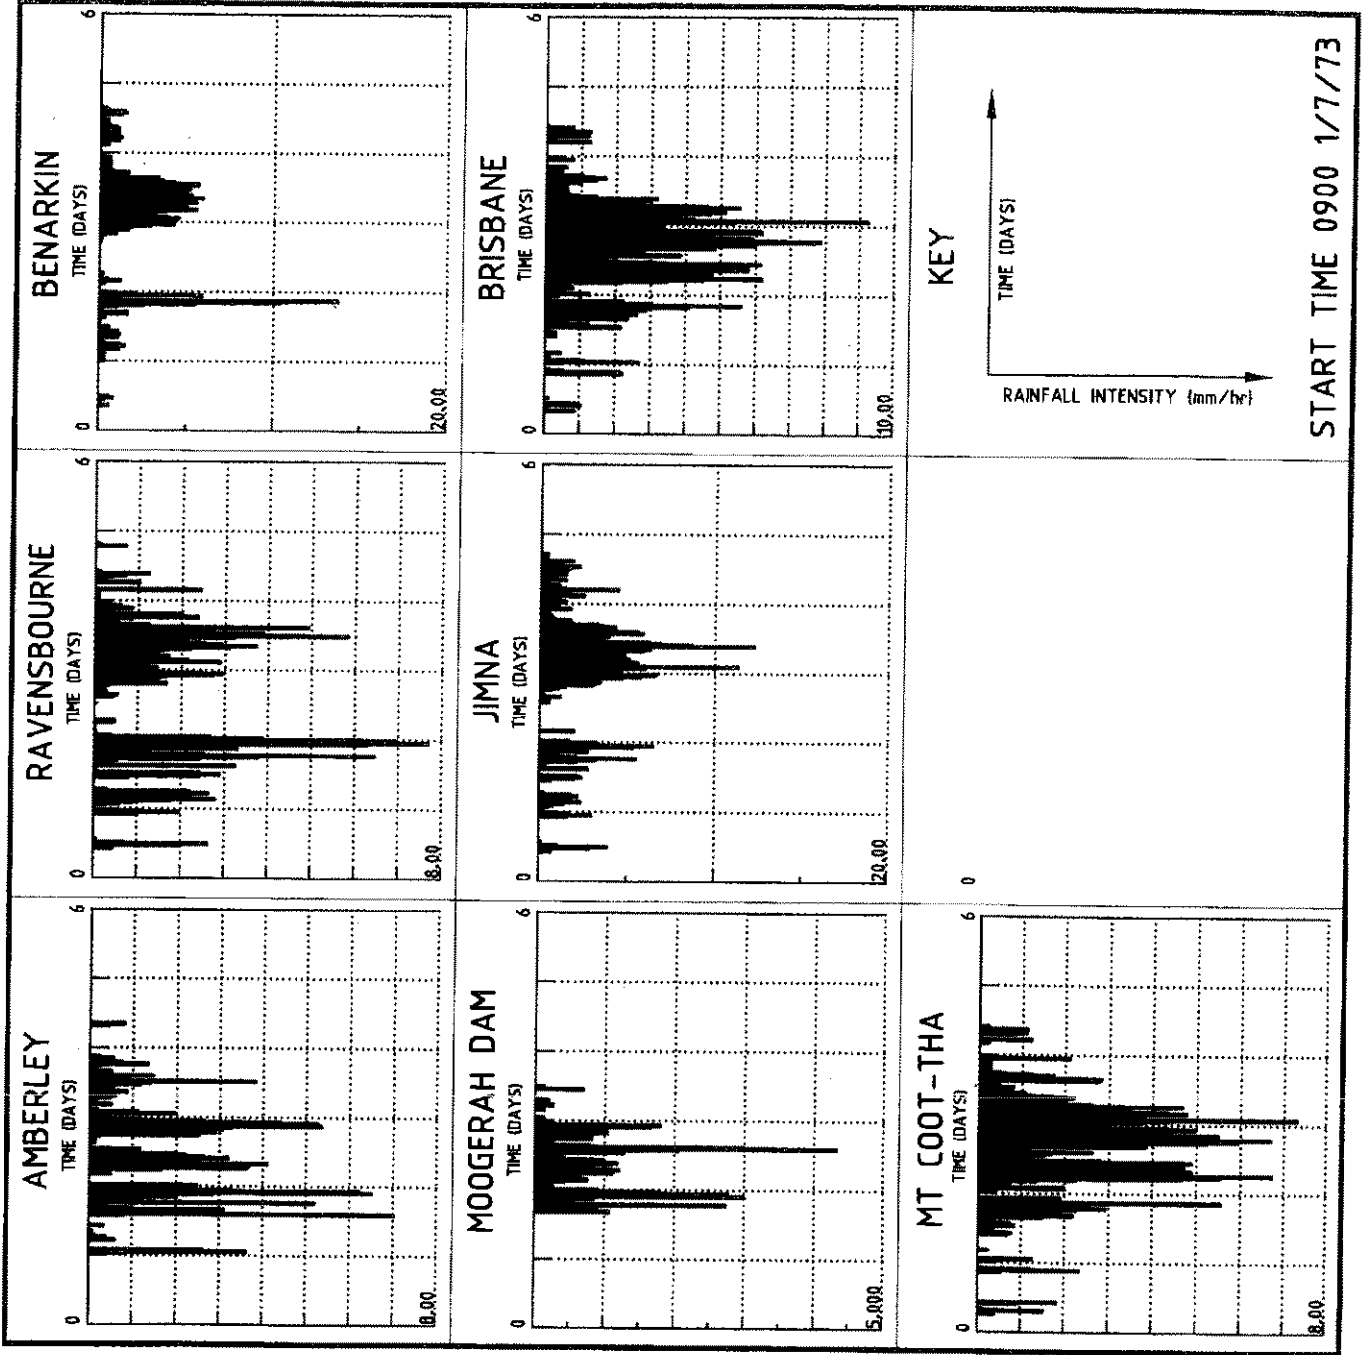 AMBERLEY
TIME (DAYS)
0
6
8.00
RAVENSBOURNE
TIME (DAYS)
0
6
8.00
BENARKIN
TIME (DAYS)
0
6
20.00
MOOGERAH DAM
TIME (DAYS)
0
6
5.000
JIMNA
TIME (DAYS)
0
6
20.00
BRISBANE
TIME (DAYS)
0
6
10.00
MT COOT-THA
TIME (DAYS)
0
6
8.00
0
KEY
TIME (DAYS)
RAINFALL INTENSITY (mm/hr)
START TIME 0900 1/7/73